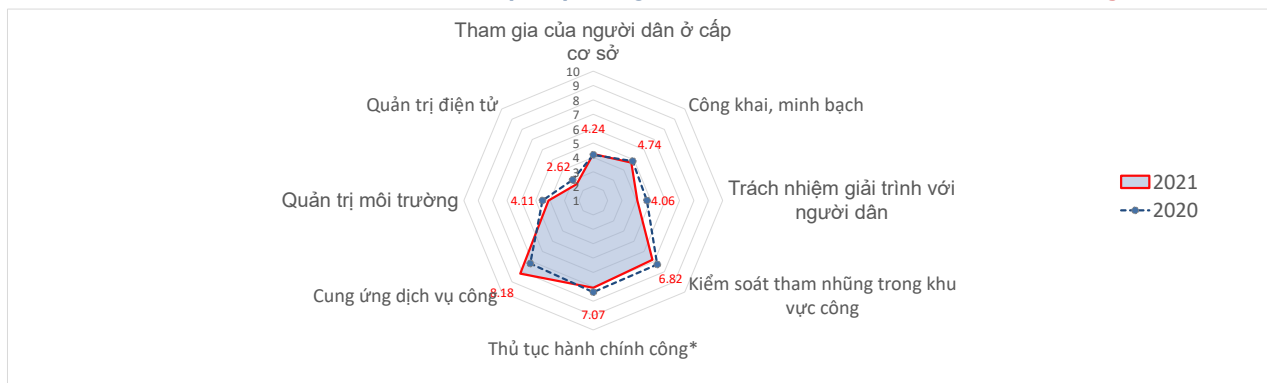 Tham gia của người dân ở cấp
cơ sở
10
9
8
7
6
5
4
3
2
1
Quản trị điện tử
Công khai, minh bạch
4.24
4.74
2.62
Quản trị môi trường
4.11
4.06
Trách nhiệm giải trình với
người dân
2021
2020
Cung ứng dịch vụ công
8.18
6.82
Kiểm soát tham nhũng trong khu
vực công
7.07
Thủ tục hành chính công*